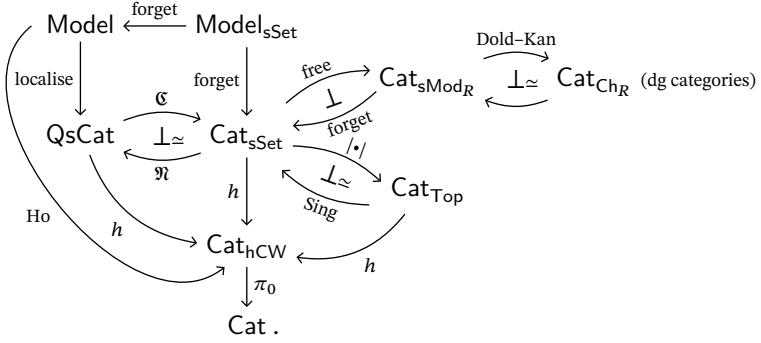 forget
Model Model_sSet
Dold–Kan
free
localise forget
Cat_sMod_R ⊥≃ Cat_Ch_R (dg categories)
ℭ ⊥
forget
QsCat ⊥≃ Cat_sSet
|•|
𝔑 ⊥≃
Cat_Top
Sing
h
Ho h h
Cat_hCW
π₀
Cat .